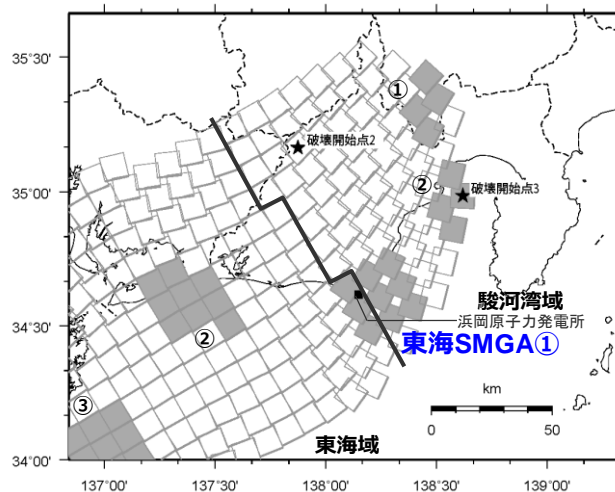 35°30'
①
破壊開始点2
35°00'
②
破壊開始点3
駿河湾域
34°30'
浜岡原子力発電所
②
東海SMGA①
③
km
0
50
東海域
34°00'
137°00'
137°30'
138°00'
138°30'
139°00'